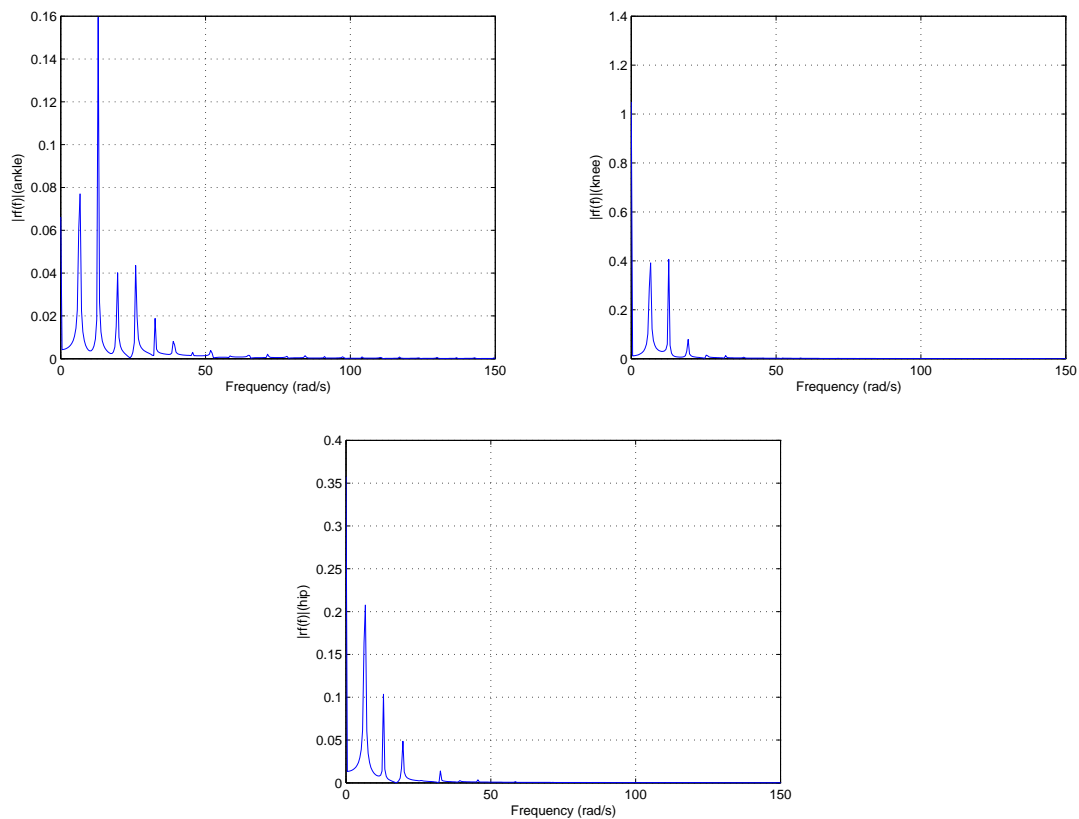 0.16
0.14
0.12
0.1
0.08
0.06
0.04
0.02
0
0 50 100 150
Frequency (rad/s)
|rf(f)|(ankle)
1.4
1.2
1
0.8
0.6
0.4
0.2
0
0 50 100 150
Frequency (rad/s)
|rf(f)|(knee)
0.4
0.35
0.3
0.25
0.2
0.15
0.1
0.05
0
0 50 100 150
Frequency (rad/s)
|rf(f)|(hip)